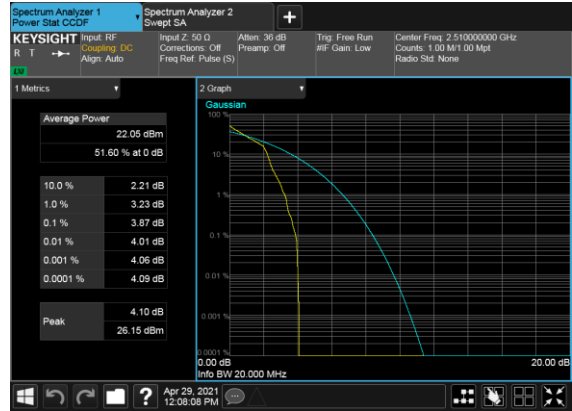 Spectrum Analyzer 1
Power Stat CCDF
Spectrum Analyzer 2
Swept SA
KEYSIGHT
R T
LXI
Input: RF
Coupling: DC
Align: Auto
Input Z: 50 Ω
Corrections: Off
Freq Ref: Pulse (S)
Atten: 36 dB
Preamp: Off
Trig: Free Run
#IF Gain: Low
Center Freq: 2.510000000 GHz
Counts: 1.00 M/1.00 Mpt
Radio Std: None
1 Metrics
Average Power
22.05 dBm
51.60 % at 0 dB
10.0 % 2.21 dB
1.0 % 3.23 dB
0.1 % 3.87 dB
0.01 % 4.01 dB
0.001 % 4.06 dB
0.0001 % 4.09 dB
Peak
4.10 dB
26.15 dBm
2 Graph
Gaussian
100 %
10 %
1 %
0.1 %
0.01 %
0.001 %
0.0001 %
0.00 dB
20.00 dB
Info BW 20.000 MHz
?
Apr 29, 2021
12:08:08 PM